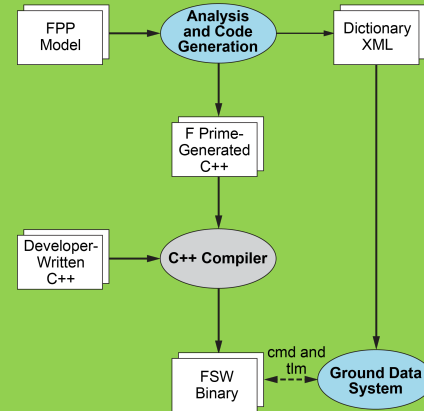 FPP
Model
Analysis
and Code
Generation
Dictionary
XML
F Prime-
Generated
C++
Developer-
Written
C++
C++ Compiler
FSW
Binary
cmd and
tlm
Ground Data
System